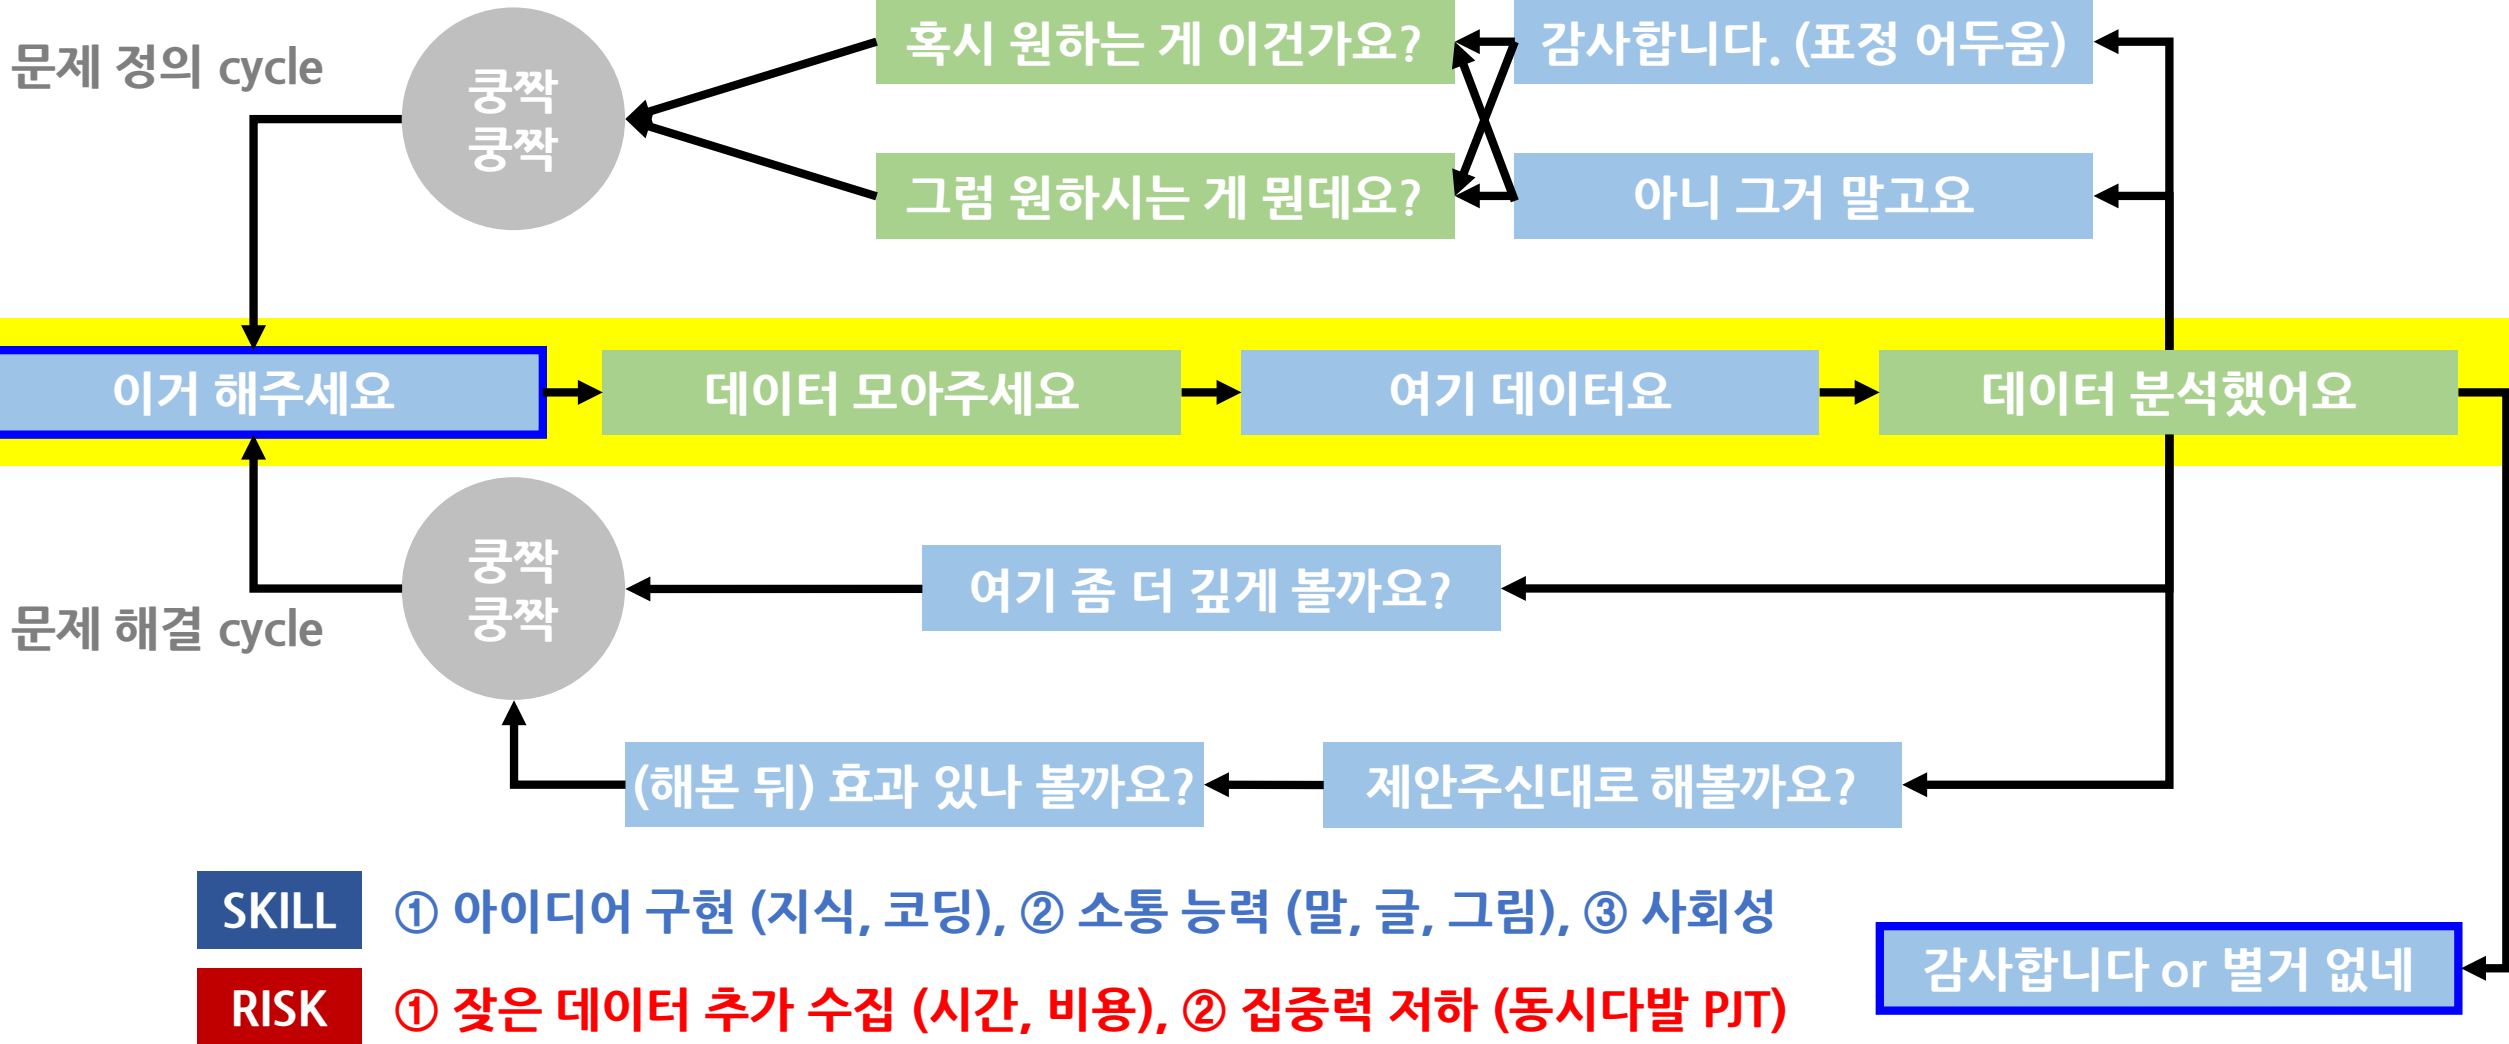 문제 정의 cycle
쿵짝
쿵짝
혹시 원하는 게 이건가요?
감사합니다. (표정 어두움)
그럼 원하시는 게 뭔데요?
아니 그거 말고요
이거 해주세요
데이터 모아주세요
여기 데이터요
데이터 분석했어요
문제 해결 cycle
쿵짝
쿵짝
여기 좀 더 깊게 볼까요?
(해본 뒤) 효과 있나 볼까요?
제안주신대로 해볼까요?
SKILL
① 아이디어 구현 (지식, 코딩), ② 소통 능력 (말, 글, 그림), ③ 사회성
감사합니다 or 별거 없네
RISK
① 잦은 데이터 추가 수집 (시간, 비용), ② 집중력 저하 (동시다발 PJT)